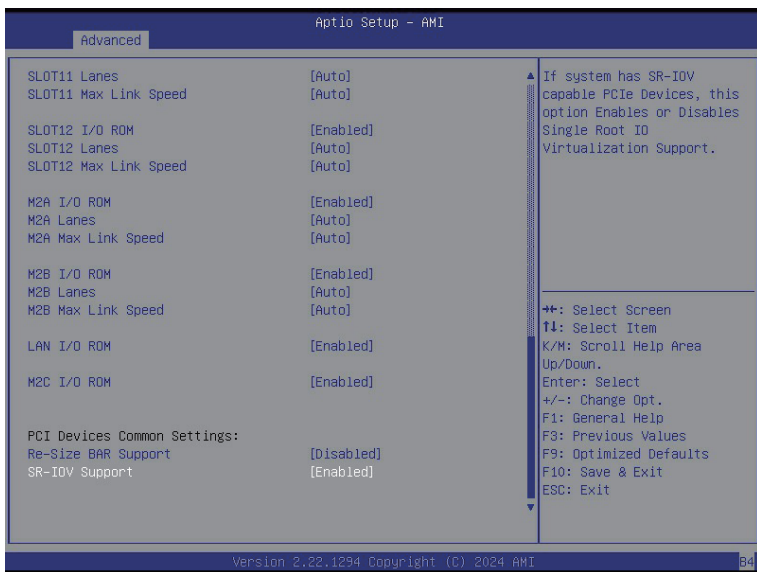 Aptio Setup – AMI
Advanced
SLOT11 Lanes [Auto]
SLOT11 Max Link Speed [Auto]
SLOT12 I/O ROM [Enabled]
SLOT12 Lanes [Auto]
SLOT12 Max Link Speed [Auto]
M2A I/O ROM [Enabled]
M2A Lanes [Auto]
M2A Max Link Speed [Auto]
M2B I/O ROM [Enabled]
M2B Lanes [Auto]
M2B Max Link Speed [Auto]
LAN I/O ROM [Enabled]
M2C I/O ROM [Enabled]
PCI Devices Common Settings:
Re-Size BAR Support [Disabled]
SR-IOV Support [Enabled]
If system has SR-IOV
capable PCIe Devices, this
option Enables or Disables
Single Root IO
Virtualization Support.
→←: Select Screen
↑↓: Select Item
K/M: Scroll Help Area
Up/Down.
Enter: Select
+/-: Change Opt.
F1: General Help
F3: Previous Values
F9: Optimized Defaults
F10: Save & Exit
ESC: Exit
Version 2.22.1294 Copyright (C) 2024 AMI
B4